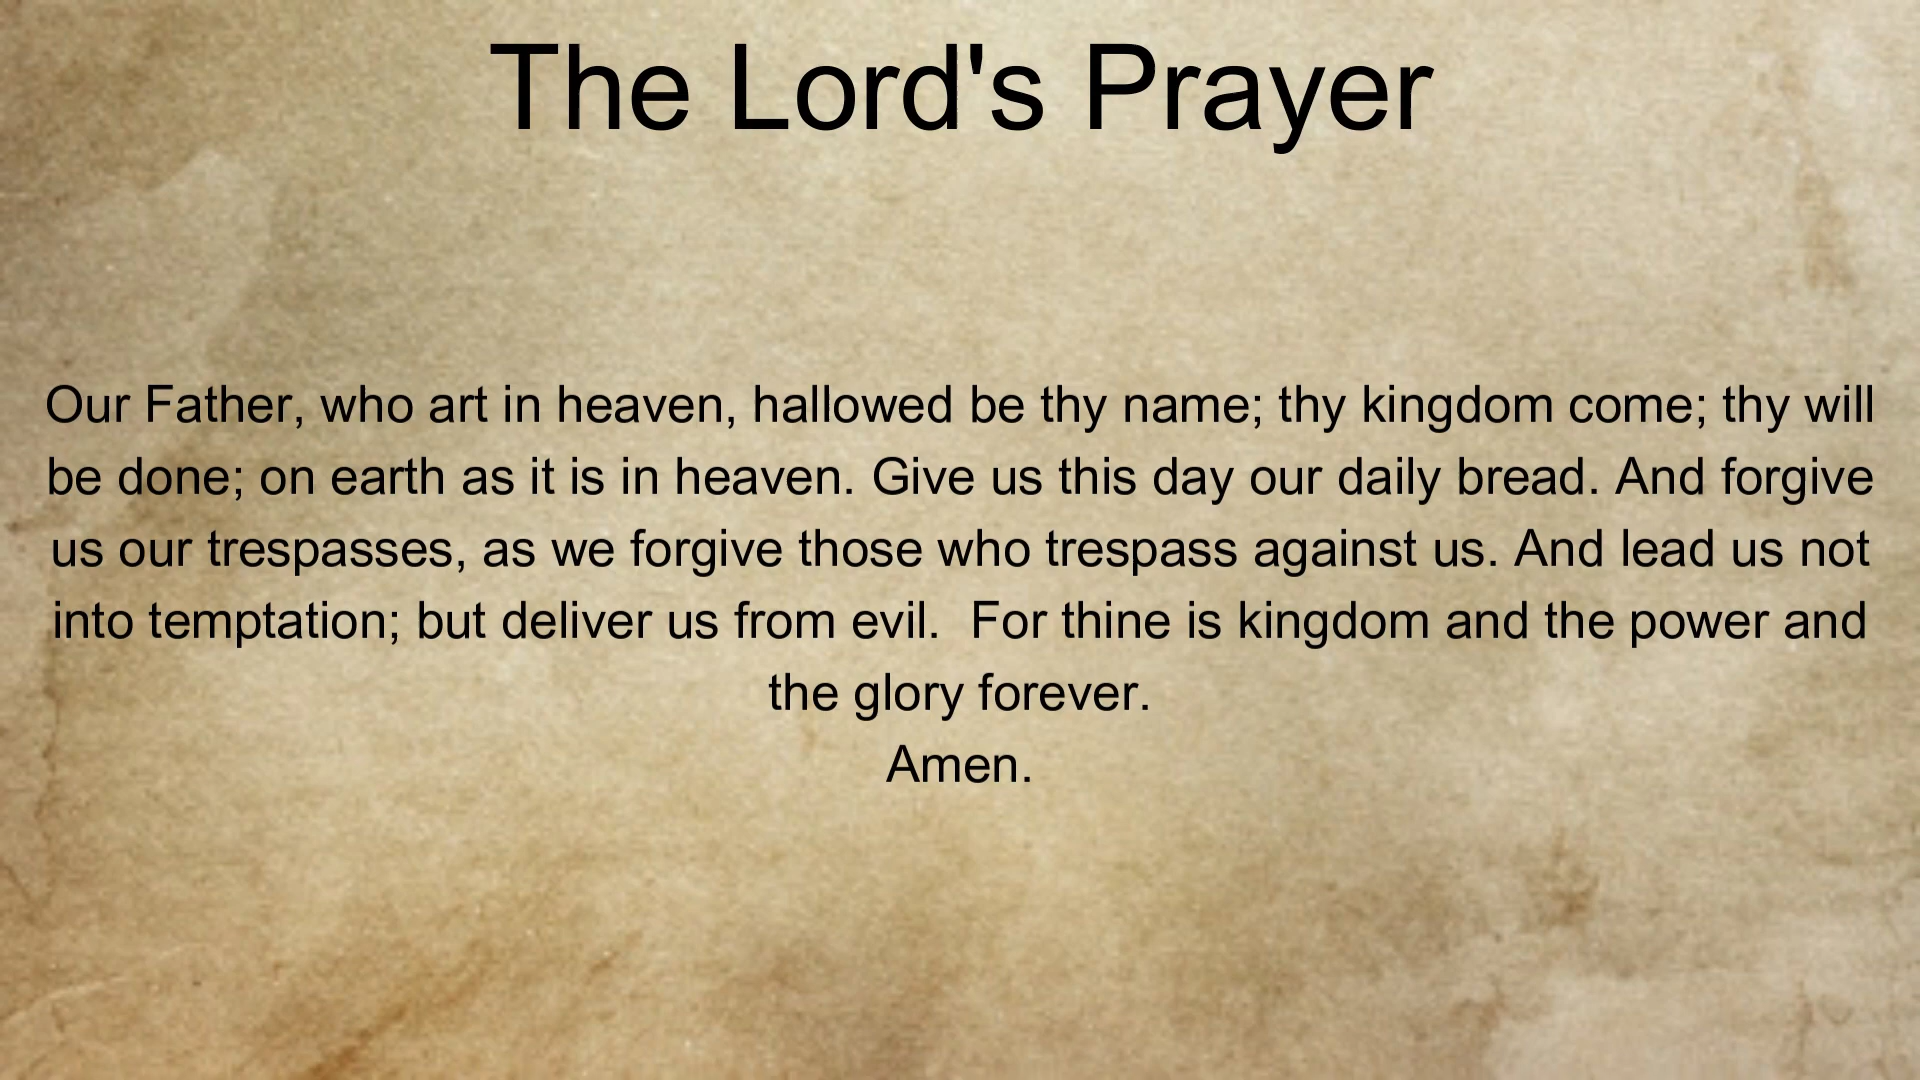 The Lord's Prayer
Our Father, who art in heaven, hallowed be thy name; thy kingdom come; thy will
be done; on earth as it is in heaven. Give us this day our daily bread. And forgive
us our trespasses, as we forgive those who trespass against us. And lead us not
into temptation; but deliver us from evil.  For thine is kingdom and the power and
the glory forever.
Amen.